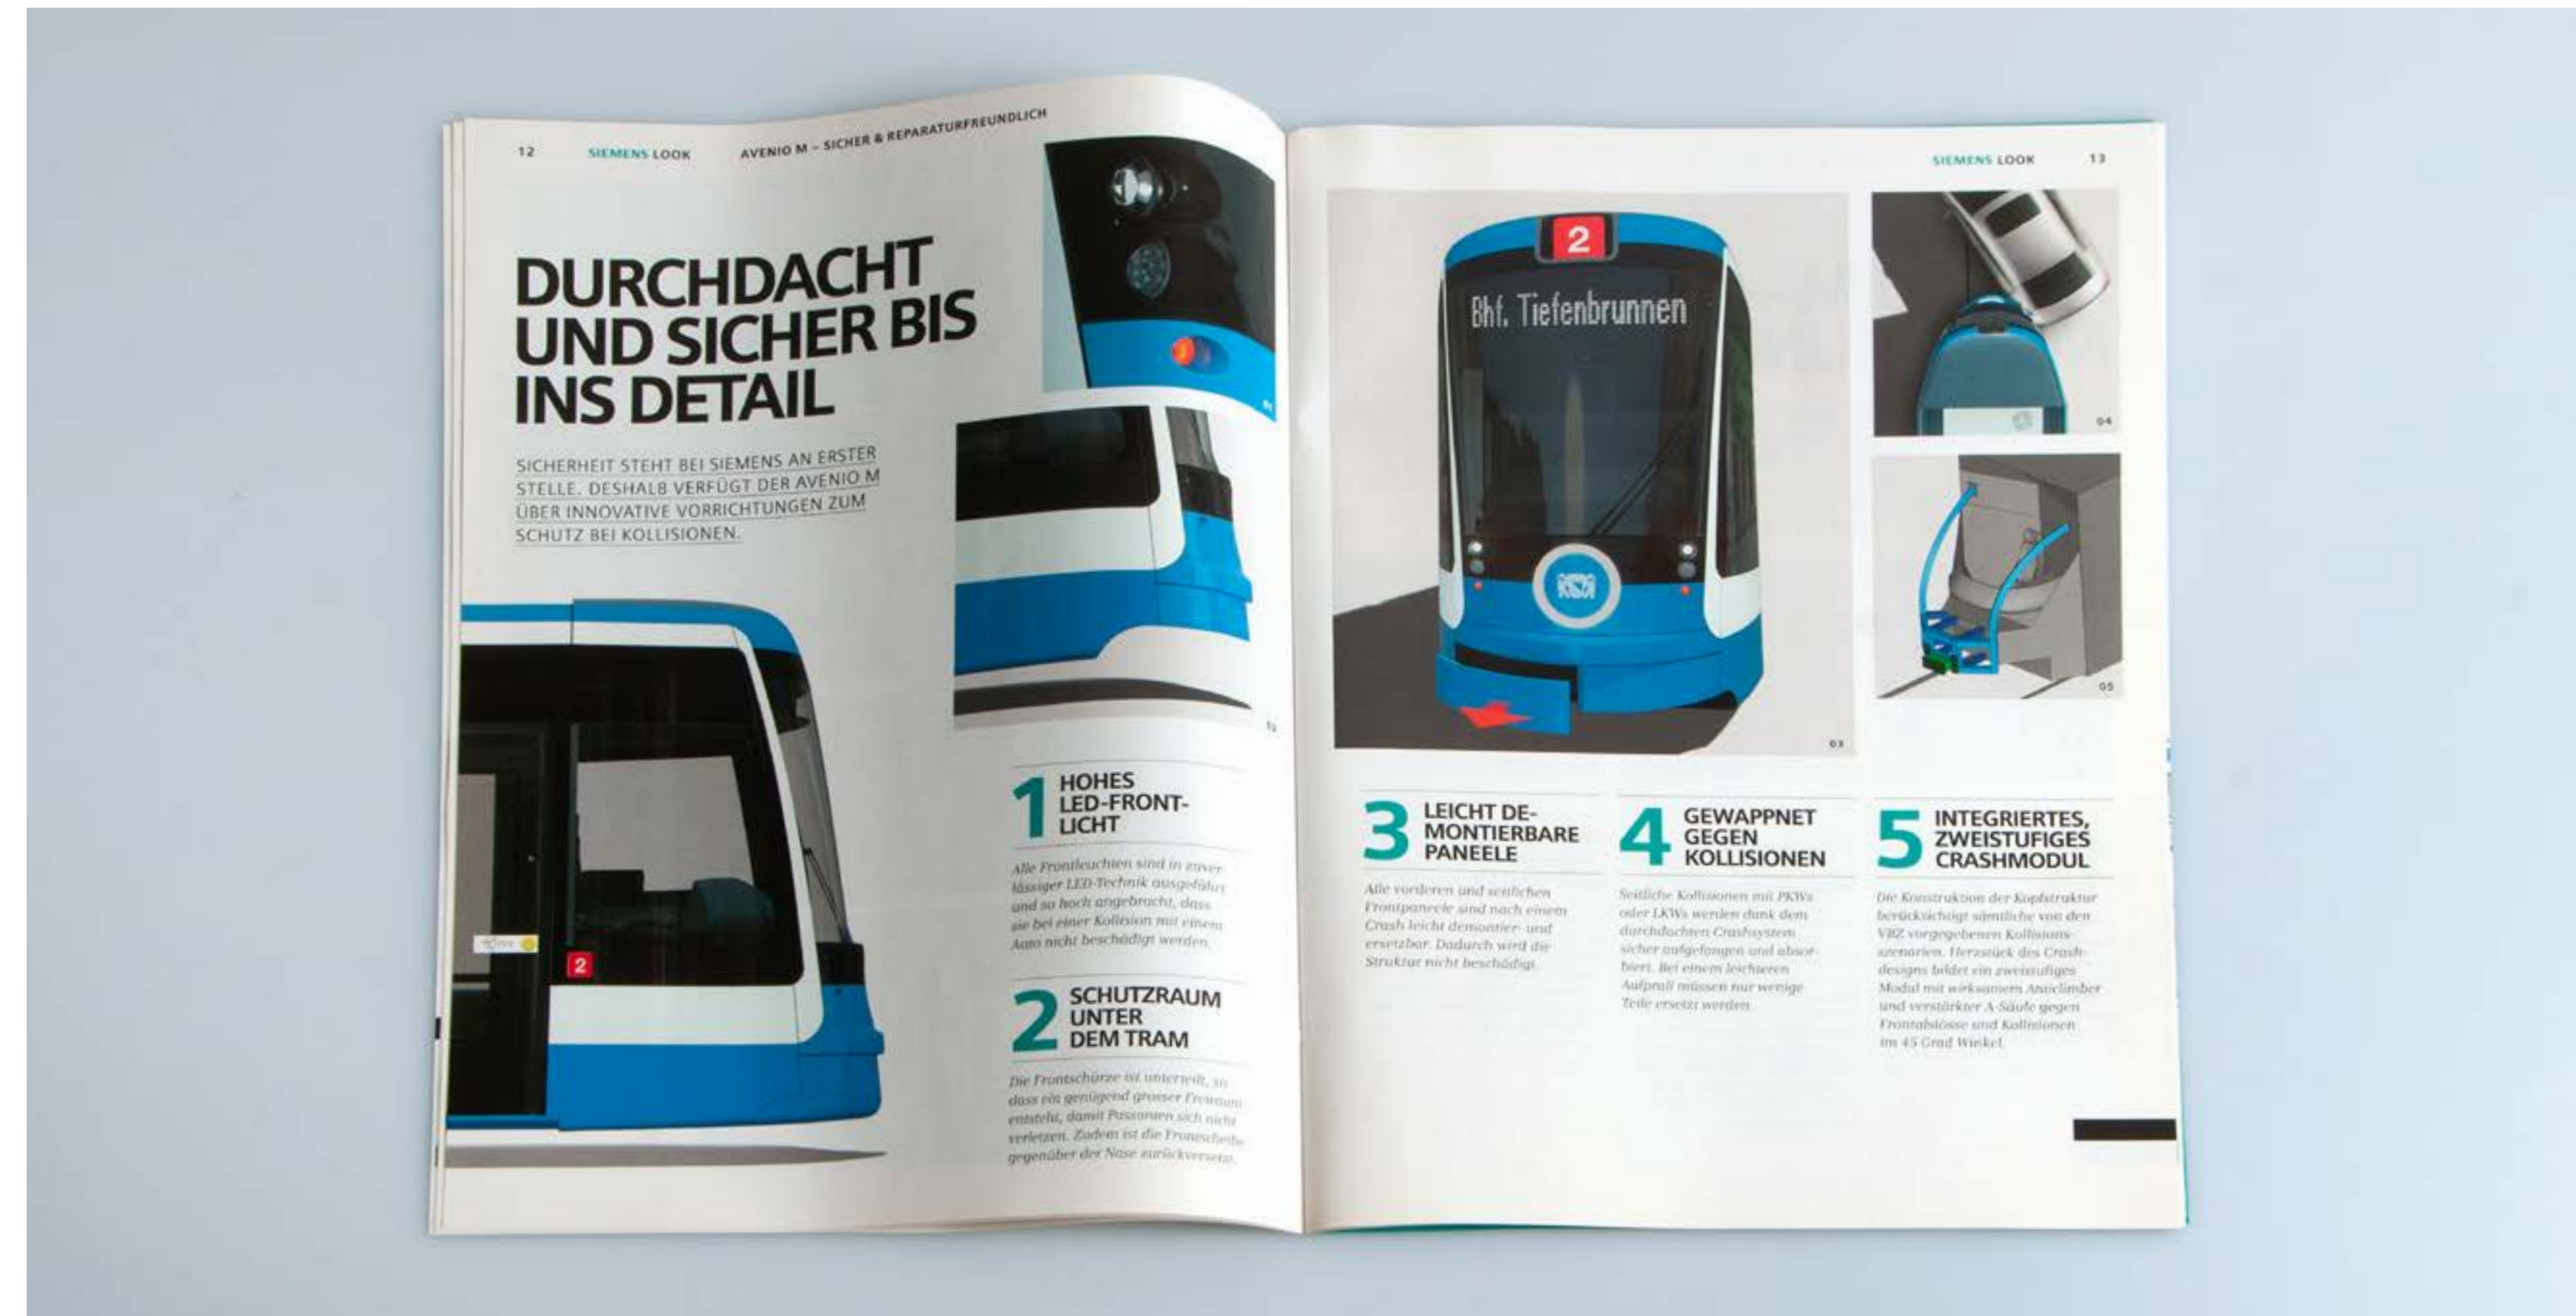 12 SIEMENS LOOK AVENIO M – SICHER & REPARATURFREUNDLICH
DURCHDACHT
UND SICHER BIS
INS DETAIL
SICHERHEIT STEHT BEI SIEMENS AN ERSTER
STELLE. DESHALB VERFÜGT DER AVENIO M
ÜBER INNOVATIVE VORRICHTUNGEN ZUM
SCHUTZ BEI KOLLISIONEN.
01
02
2
1 HOHES
LED-FRONT-
LICHT
Alle Frontleuchten sind in zuver-
lässiger LED-Technik ausgeführt
und so hoch angebracht, dass
sie bei einer Kollision mit einem
Auto nicht beschädigt werden.
2 SCHUTZRAUM
UNTER
DEM TRAM
Die Frontschürze ist unterteilt, so
dass ein genügend grosser Freiraum
entsteht, damit Passanten sich nicht
verletzen. Zudem ist die Frontscheibe
gegenüber der Nase zurückversetzt.
SIEMENS LOOK 13
2
Bhf. Tiefenbrunnen
03
04
05
3 LEICHT DE-
MONTIERBARE
PANEELE
Alle vorderen und seitlichen
Frontpaneele sind nach einem
Crash leicht demontier- und
ersetzbar. Dadurch wird die
Struktur nicht beschädigt.
4 GEWAPPNET
GEGEN
KOLLISIONEN
Seitliche Kollisionen mit PKWs
oder LKWs werden dank dem
durchdachten Crashsystem
sicher aufgefangen und absor-
biert. Bei einem leichteren
Aufprall müssen nur wenige
Teile ersetzt werden.
5 INTEGRIERTES,
ZWEISTUFIGES
CRASHMODUL
Die Konstruktion der Kopfstruktur
berücksichtigt sämtliche von den
VBZ vorgegebenen Kollisions-
szenarien. Herzstück des Crash-
designs bildet ein zweistufiges
Modul mit wirksamem Anticlimber
und verstärkter A-Säule gegen
Frontalstösse und Kollisionen
im 45 Grad Winkel.